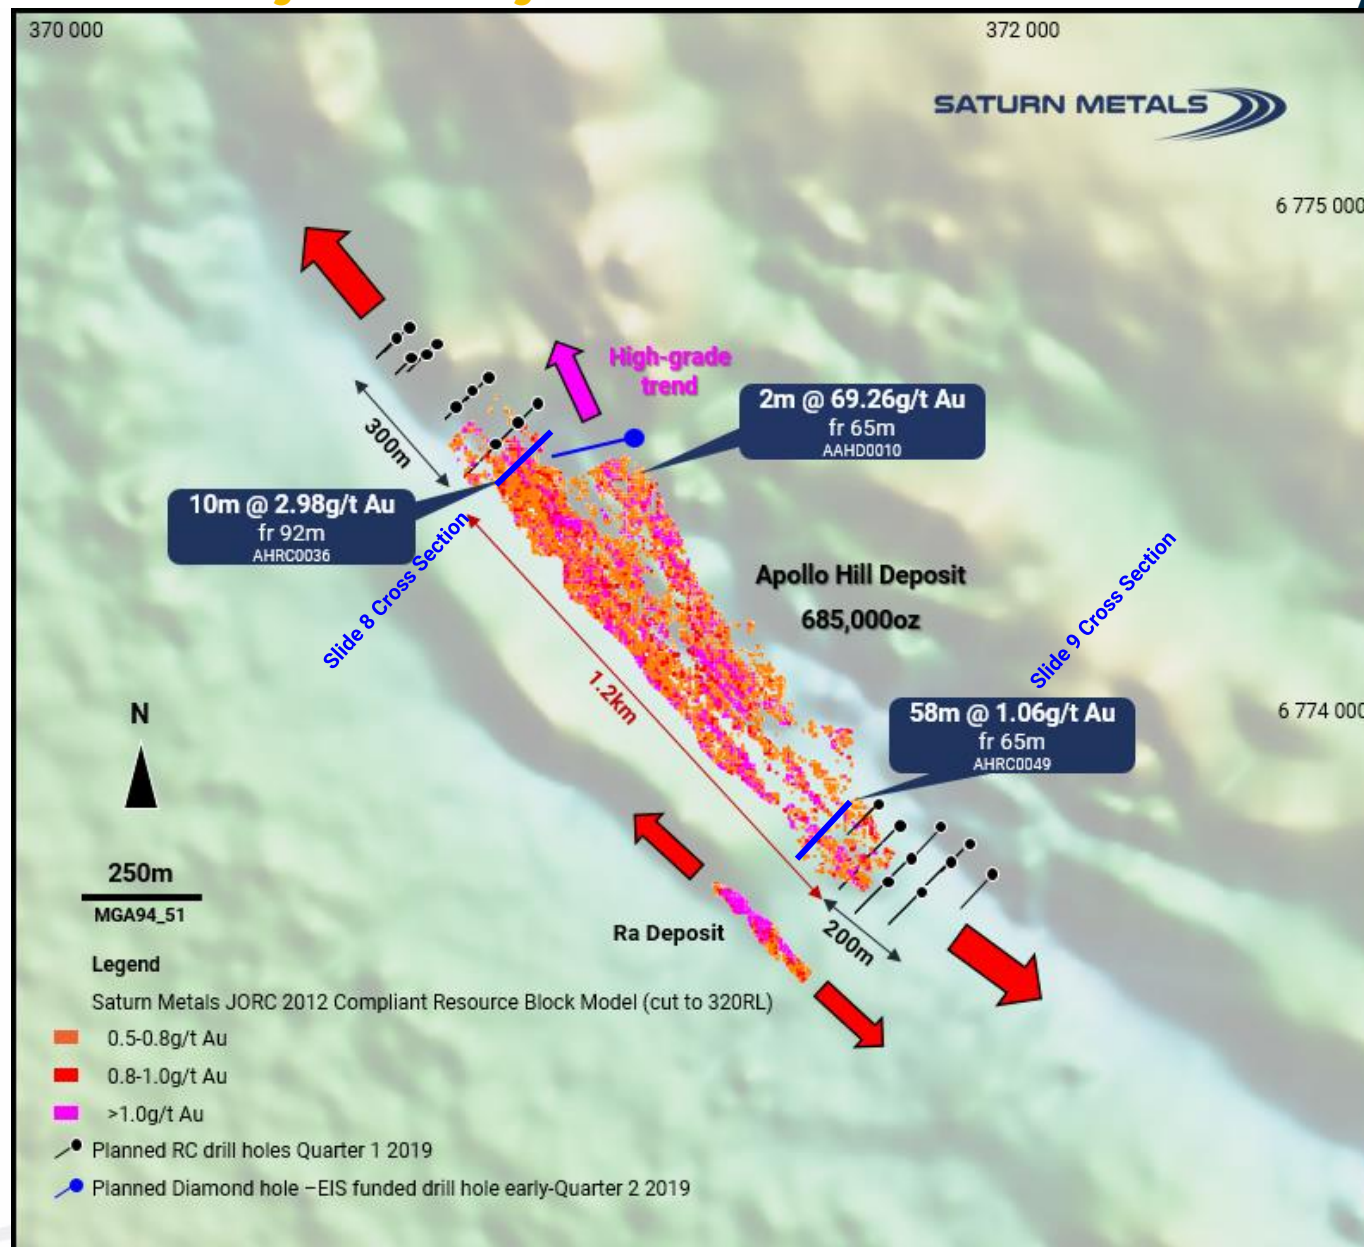 370 000
372 000
SATURN METALS
6 775 000
High-grade
trend
2m @ 69.26g/t Au
fr 65m
AAHD0010
300m
10m @ 2.98g/t Au
fr 92m
AHRC0036
Slide 8 Cross Section
Apollo Hill Deposit
685,000oz
Slide 9 Cross Section
1.2km
58m @ 1.06g/t Au
fr 65m
AHRC0049
6 774 000
N
250m
MGA94_51
Ra Deposit
200m
Legend
Saturn Metals JORC 2012 Compliant Resource Block Model (cut to 320RL)
0.5-0.8g/t Au
0.8-1.0g/t Au
>1.0g/t Au
Planned RC drill holes Quarter 1 2019
Planned Diamond hole –EIS funded drill hole early-Quarter 2 2019